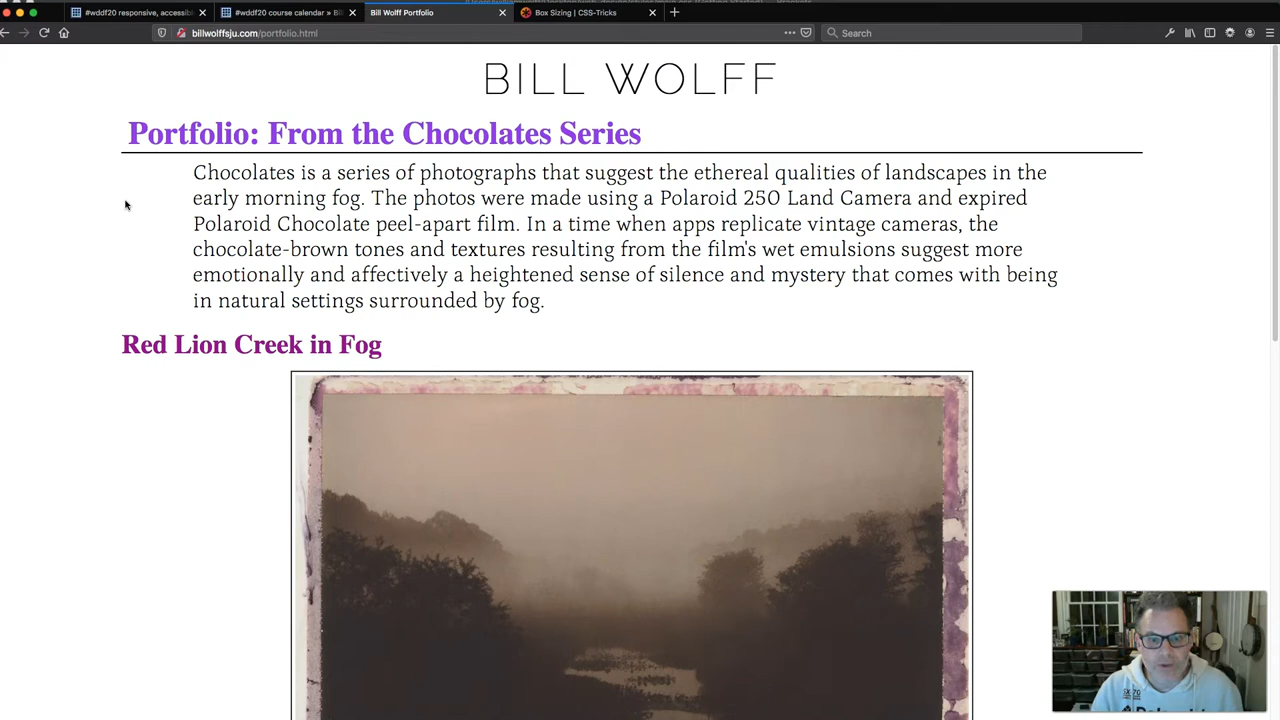 #wddf20 responsive, accessibl
#wddf20 course calendar » Bil
Bill Wolff Portfolio
Box Sizing | CSS-Tricks
billwolffsju.com/portfolio.html
Search
BILL WOLFF
Portfolio: From the Chocolates Series
Chocolates is a series of photographs that suggest the ethereal qualities of landscapes in the
early morning fog. The photos were made using a Polaroid 250 Land Camera and expired
Polaroid Chocolate peel-apart film. In a time when apps replicate vintage cameras, the
chocolate-brown tones and textures resulting from the film's wet emulsions suggest more
emotionally and affectively a heightened sense of silence and mystery that comes with being
in natural settings surrounded by fog.
Red Lion Creek in Fog